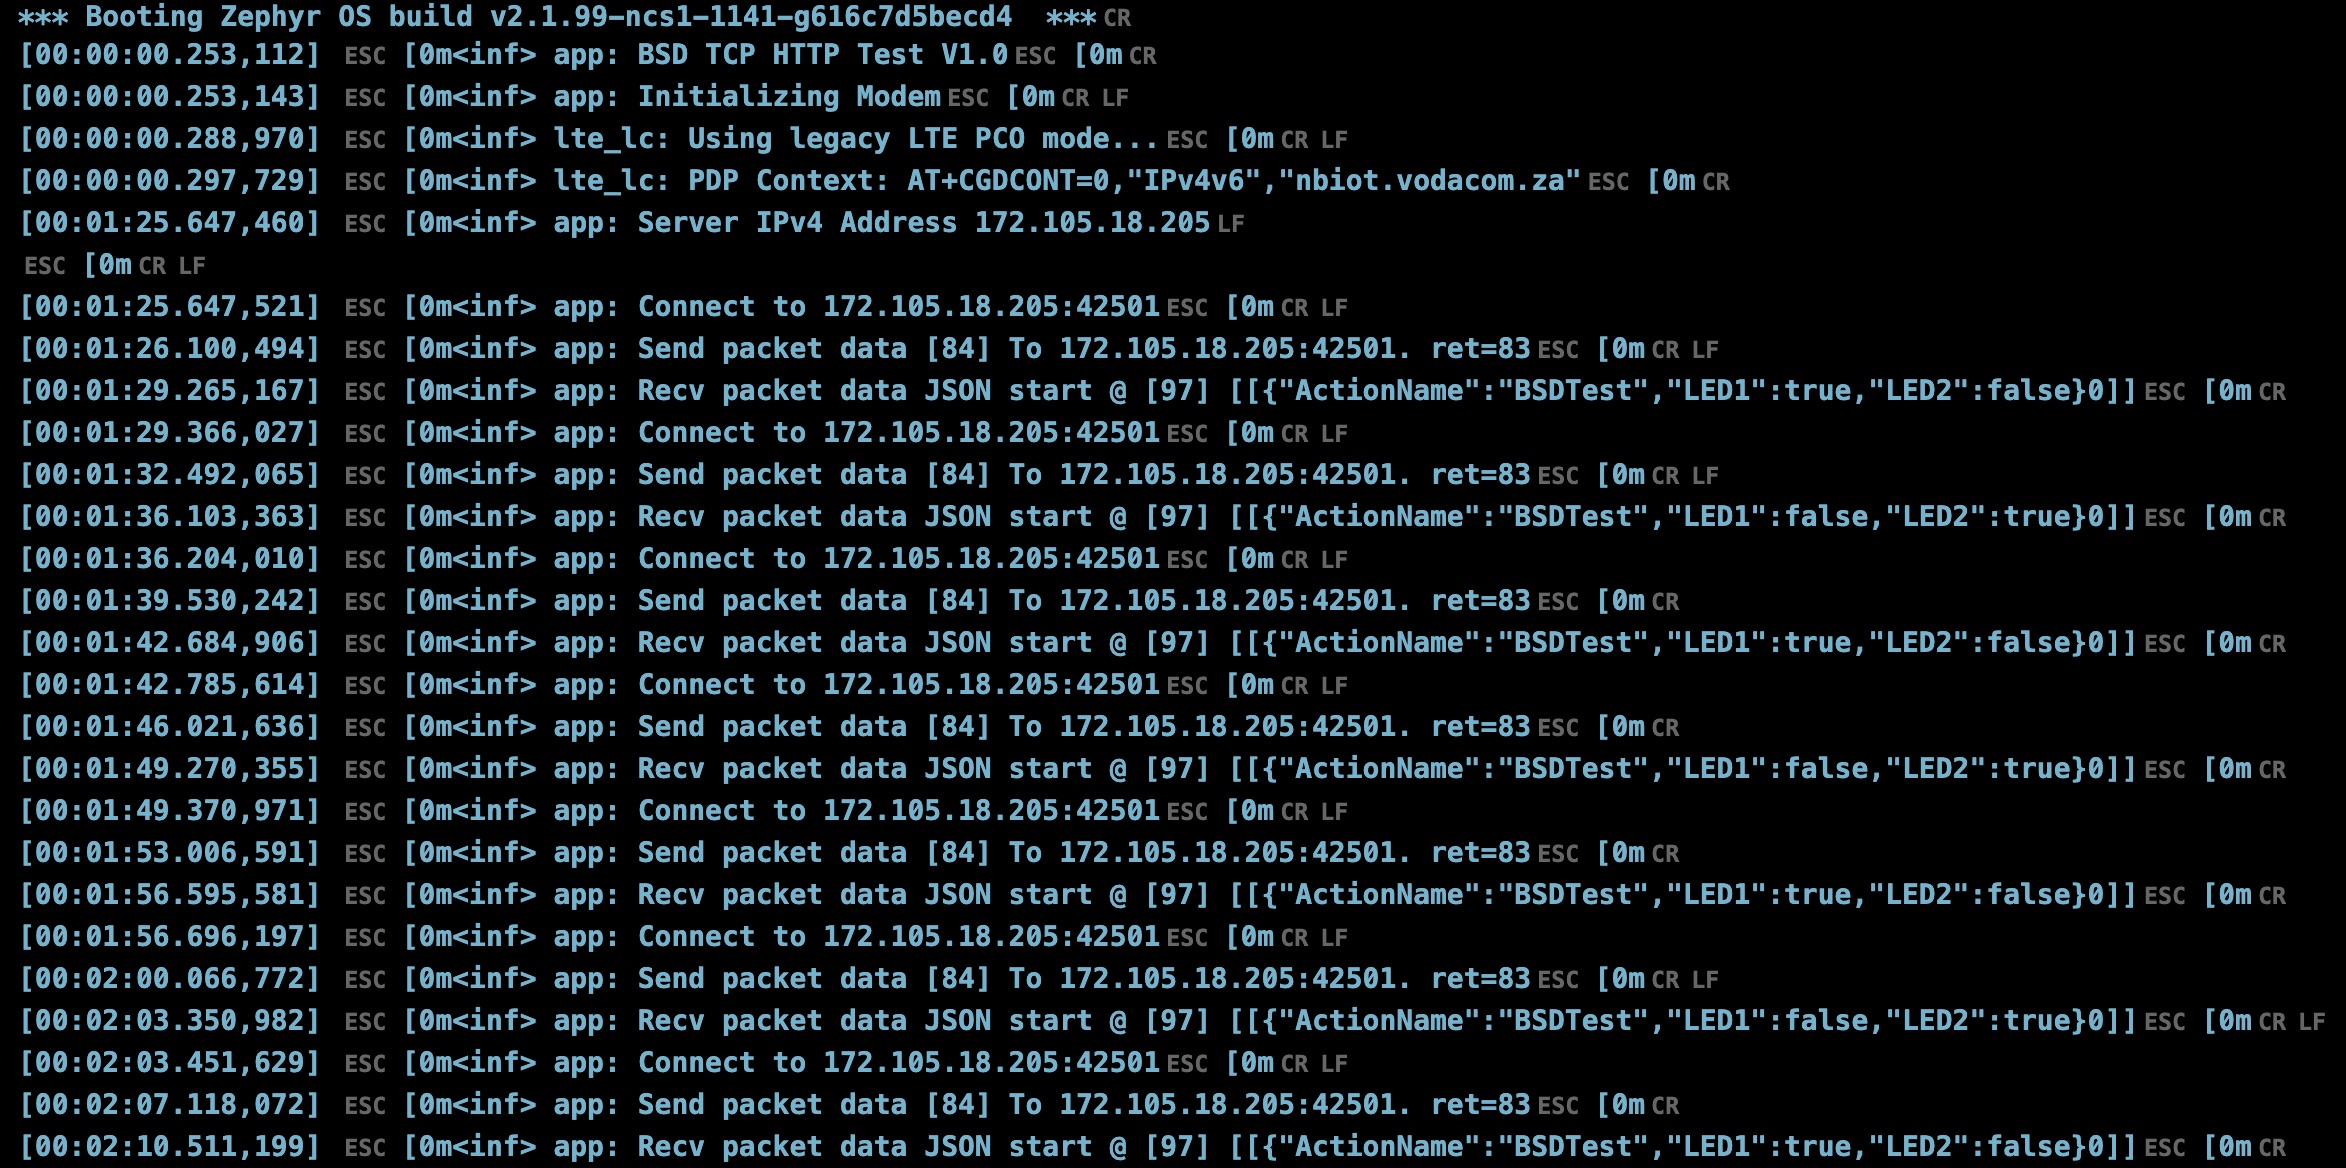 *** Booting Zephyr OS build v2.1.99-ncs1-1141-g616c7d5becd4  *** CR
[00:00:00.253,112] ESC [0m<inf> app: BSD TCP HTTP Test V1.0 ESC [0m CR
[00:00:00.253,143] ESC [0m<inf> app: Initializing Modem ESC [0m CR LF
[00:00:00.288,970] ESC [0m<inf> lte_lc: Using legacy LTE PCO mode... ESC [0m CR LF
[00:00:00.297,729] ESC [0m<inf> lte_lc: PDP Context: AT+CGDCONT=0,"IPv4v6","nbiot.vodacom.za" ESC [0m CR
[00:01:25.647,460] ESC [0m<inf> app: Server IPv4 Address 172.105.18.205 LF
ESC [0m CR LF
[00:01:25.647,521] ESC [0m<inf> app: Connect to 172.105.18.205:42501 ESC [0m CR LF
[00:01:26.100,494] ESC [0m<inf> app: Send packet data [84] To 172.105.18.205:42501. ret=83 ESC [0m CR LF
[00:01:29.265,167] ESC [0m<inf> app: Recv packet data JSON start @ [97] [[{"ActionName":"BSDTest","LED1":true,"LED2":false}0]] ESC [0m CR
[00:01:29.366,027] ESC [0m<inf> app: Connect to 172.105.18.205:42501 ESC [0m CR LF
[00:01:32.492,065] ESC [0m<inf> app: Send packet data [84] To 172.105.18.205:42501. ret=83 ESC [0m CR LF
[00:01:36.103,363] ESC [0m<inf> app: Recv packet data JSON start @ [97] [[{"ActionName":"BSDTest","LED1":false,"LED2":true}0]] ESC [0m CR
[00:01:36.204,010] ESC [0m<inf> app: Connect to 172.105.18.205:42501 ESC [0m CR LF
[00:01:39.530,242] ESC [0m<inf> app: Send packet data [84] To 172.105.18.205:42501. ret=83 ESC [0m CR
[00:01:42.684,906] ESC [0m<inf> app: Recv packet data JSON start @ [97] [[{"ActionName":"BSDTest","LED1":true,"LED2":false}0]] ESC [0m CR
[00:01:42.785,614] ESC [0m<inf> app: Connect to 172.105.18.205:42501 ESC [0m CR LF
[00:01:46.021,636] ESC [0m<inf> app: Send packet data [84] To 172.105.18.205:42501. ret=83 ESC [0m CR
[00:01:49.270,355] ESC [0m<inf> app: Recv packet data JSON start @ [97] [[{"ActionName":"BSDTest","LED1":false,"LED2":true}0]] ESC [0m CR
[00:01:49.370,971] ESC [0m<inf> app: Connect to 172.105.18.205:42501 ESC [0m CR LF
[00:01:53.006,591] ESC [0m<inf> app: Send packet data [84] To 172.105.18.205:42501. ret=83 ESC [0m CR
[00:01:56.595,581] ESC [0m<inf> app: Recv packet data JSON start @ [97] [[{"ActionName":"BSDTest","LED1":true,"LED2":false}0]] ESC [0m CR
[00:01:56.696,197] ESC [0m<inf> app: Connect to 172.105.18.205:42501 ESC [0m CR LF
[00:02:00.066,772] ESC [0m<inf> app: Send packet data [84] To 172.105.18.205:42501. ret=83 ESC [0m CR LF
[00:02:03.350,982] ESC [0m<inf> app: Recv packet data JSON start @ [97] [[{"ActionName":"BSDTest","LED1":false,"LED2":true}0]] ESC [0m CR LF
[00:02:03.451,629] ESC [0m<inf> app: Connect to 172.105.18.205:42501 ESC [0m CR LF
[00:02:07.118,072] ESC [0m<inf> app: Send packet data [84] To 172.105.18.205:42501. ret=83 ESC [0m CR
[00:02:10.511,199] ESC [0m<inf> app: Recv packet data JSON start @ [97] [[{"ActionName":"BSDTest","LED1":true,"LED2":false}0]] ESC [0m CR